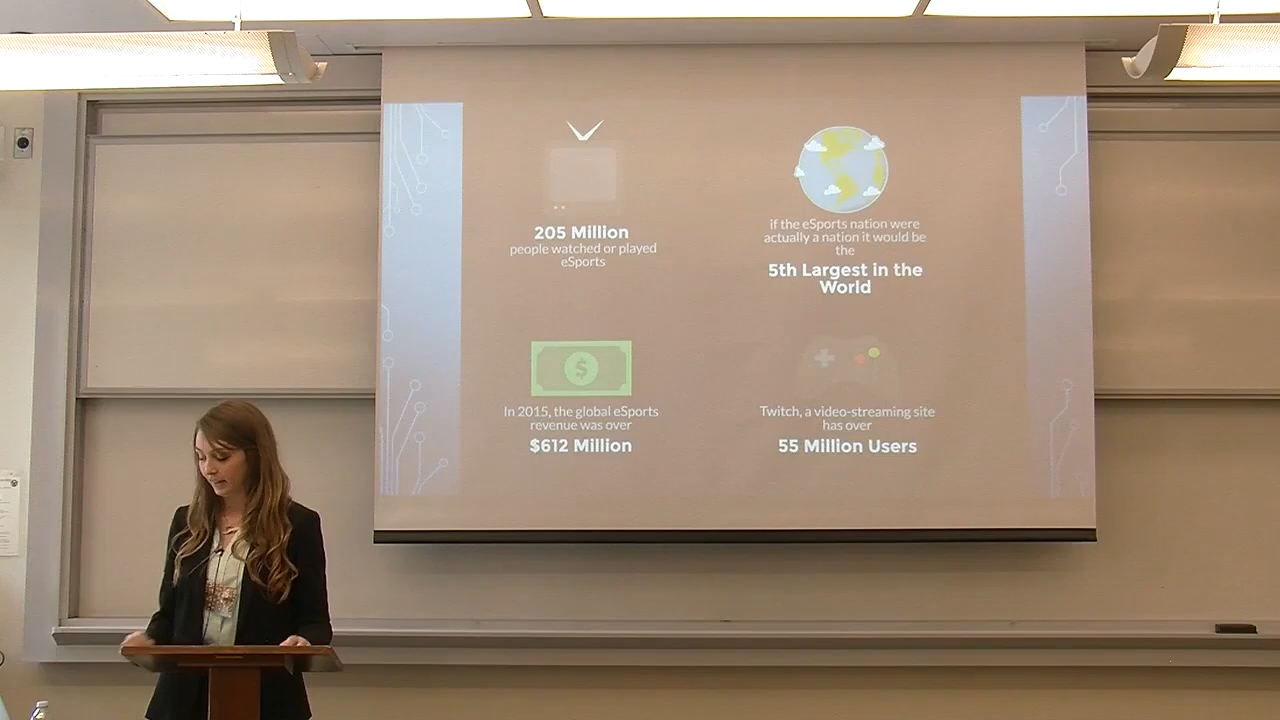 205 Million
people watched or played
eSports
if the eSports nation were
actually a nation it would be
the
5th Largest in the
World
$
In 2015, the global eSports
revenue was over
$612 Million
Twitch, a video-streaming site
has over
55 Million Users